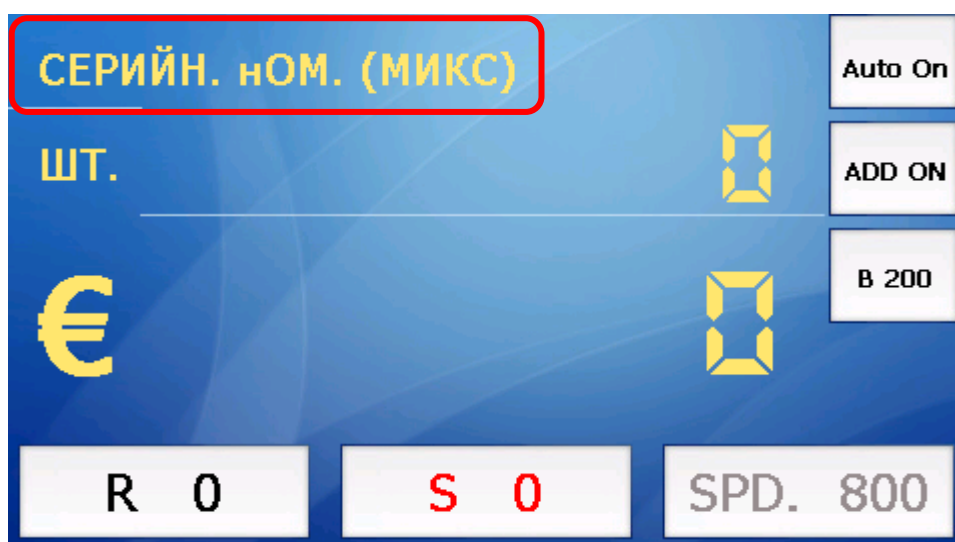 СЕРИЙН. нОМ. (МИКС)
Auto On
ШТ. 0
ADD ON
€ 0
B 200
R 0
S 0
SPD. 800